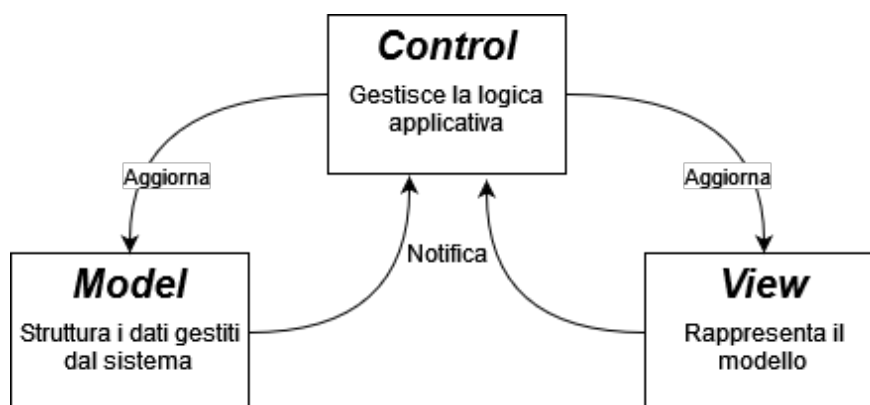 Control
Gestisce la logica
applicativa
Aggiorna
Aggiorna
Notifica
Model
Struttura i dati gestiti
dal sistema
View
Rappresenta il
modello